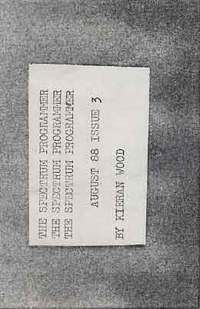 THE SPECTRUM PROGRAMMER
THE SPECTRUM PROGRAMMER
THE SPECTRUM PROGRAMMER
AUGUST 88 ISSUE 3
BY KIERAN WOOD